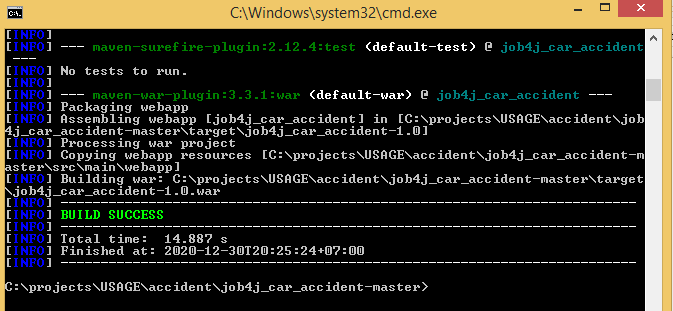 C:\Windows\system32\cmd.exe
[INFO]
[INFO] --- maven-surefire-plugin:2.12.4:test (default-test) @ job4j_car_accident
---
[INFO] No tests to run.
[INFO]
[INFO] --- maven-war-plugin:3.3.1:war (default-war) @ job4j_car_accident ---
[INFO] Packaging webapp
[INFO] Assembling webapp [job4j_car_accident] in [C:\projects\USAGE\accident\job
4j_car_accident-master\target\job4j_car_accident-1.0]
[INFO] Processing war project
[INFO] Copying webapp resources [C:\projects\USAGE\accident\job4j_car_accident-m
aster\src\main\webapp]
[INFO] Building war: C:\projects\USAGE\accident\job4j_car_accident-master\target
\job4j_car_accident-1.0.war
[INFO] ------------------------------------------------------------------------
[INFO] BUILD SUCCESS
[INFO] ------------------------------------------------------------------------
[INFO] Total time:  14.887 s
[INFO] Finished at: 2020-12-30T20:25:24+07:00
[INFO] ------------------------------------------------------------------------
C:\projects\USAGE\accident\job4j_car_accident-master>